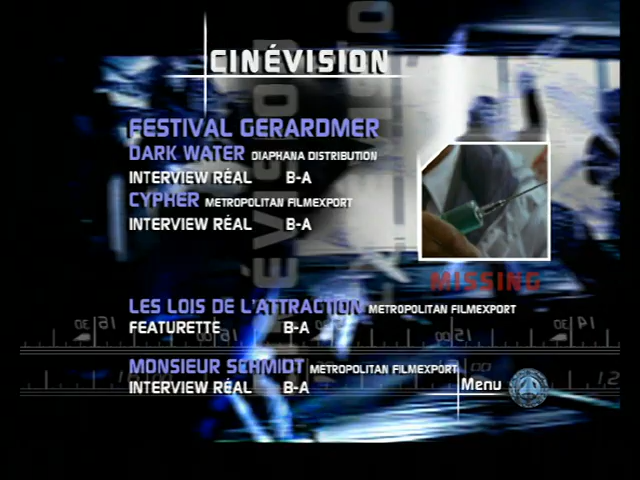 CINÉVISION
FESTIVAL GERARDMER
DARK WATER DIAPHANA DISTRIBUTION
INTERVIEW RÉAL B-A
CYPHER METROPOLITAN FILMEXPORT
INTERVIEW RÉAL B-A
MISSING
LES LOIS DE L'ATTRACTION METROPOLITAN FILMEXPORT
FEATURETTE B-A
MONSIEUR SCHMIDT METROPOLITAN FILMEXPORT
INTERVIEW RÉAL B-A
Menu